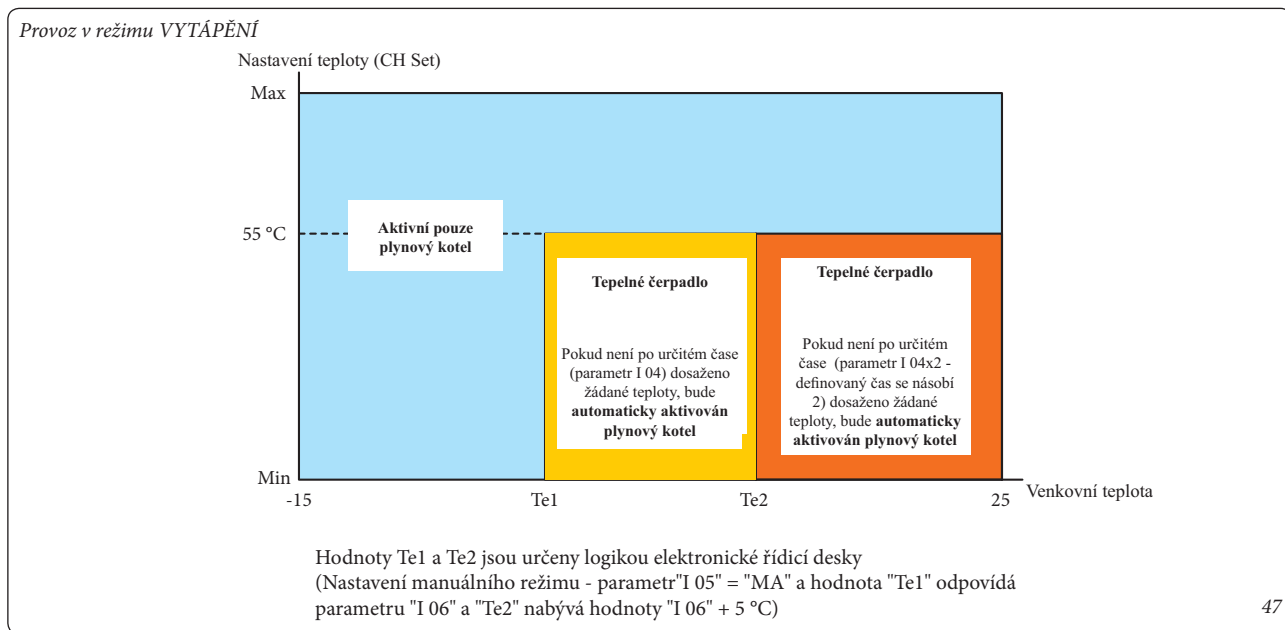 Provoz v režimu VYTÁPĚNÍ
Nastavení teploty (CH Set)
Max
55 °C
Min
Aktivní pouze
plynový kotel
Tepelné čerpadlo
Pokud není po určitém čase
(parametr I 04) dosaženo
žádané teploty, bude
automaticky aktivován
plynový kotel
Tepelné čerpadlo
Pokud není po určitém
čase (parametr I 04x2 -
definovaný čas se násobí
2) dosaženo žádané
teploty, bude automaticky
aktivován plynový kotel
-15
Te1
Te2
25
Venkovní teplota
Hodnoty Te1 a Te2 jsou určeny logikou elektronické řídicí desky
(Nastavení manuálního režimu - parametr"I 05" = "MA" a hodnota "Te1" odpovídá
parametru "I 06" a "Te2" nabývá hodnoty "I 06" + 5 °C)
47